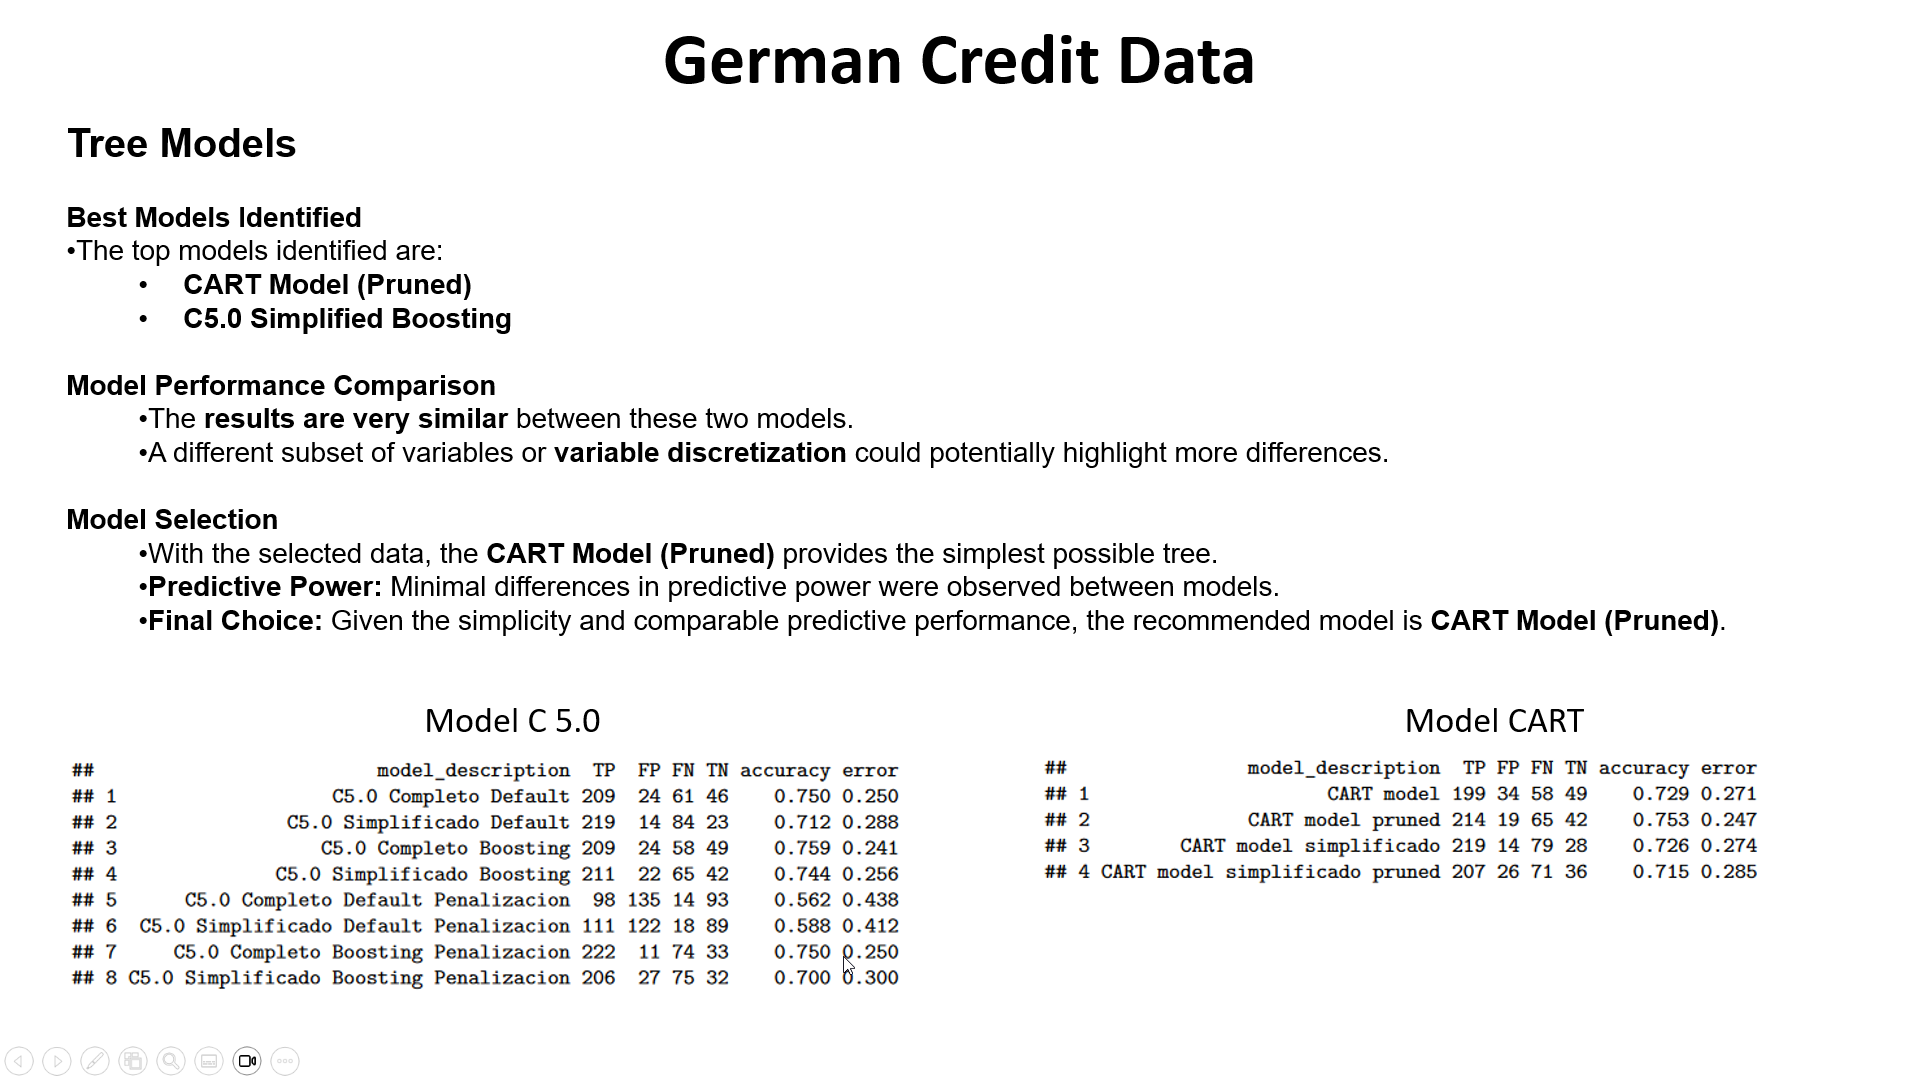 German Credit Data
Tree Models
Best Models Identified
•The top models identified are:
• CART Model (Pruned)
• C5.0 Simplified Boosting
Model Performance Comparison
•The results are very similar between these two models.
•A different subset of variables or variable discretization could potentially highlight more differences.
Model Selection
•With the selected data, the CART Model (Pruned) provides the simplest possible tree.
•Predictive Power: Minimal differences in predictive power were observed between models.
•Final Choice: Given the simplicity and comparable predictive performance, the recommended model is CART Model (Pruned).
Model C 5.0
## model_description TP FP FN TN accuracy error
## 1 C5.0 Completo Default 209 24 61 46 0.750 0.250
## 2 C5.0 Simplificado Default 219 14 84 23 0.712 0.288
## 3 C5.0 Completo Boosting 209 24 58 49 0.759 0.241
## 4 C5.0 Simplificado Boosting 211 22 65 42 0.744 0.256
## 5 C5.0 Completo Default Penalizacion 98 135 14 93 0.562 0.438
## 6 C5.0 Simplificado Default Penalizacion 111 122 18 89 0.588 0.412
## 7 C5.0 Completo Boosting Penalizacion 222 11 74 33 0.750 0.250
## 8 C5.0 Simplificado Boosting Penalizacion 206 27 75 32 0.700 0.300
Model CART
## model_description TP FP FN TN accuracy error
## 1 CART model 199 34 58 49 0.729 0.271
## 2 CART model pruned 214 19 65 42 0.753 0.247
## 3 CART model simplificado 219 14 79 28 0.726 0.274
## 4 CART model simplificado pruned 207 26 71 36 0.715 0.285